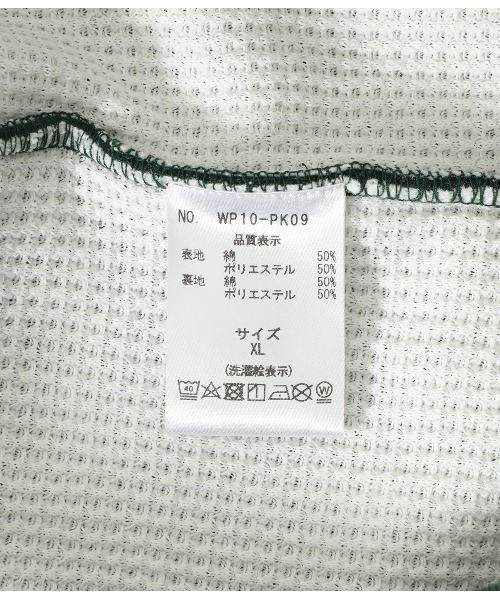 NO. WP10-PK09
品質表示
表地 綿 50%
ポリエステル 50%
裏地 綿 50%
ポリエステル 50%
サイズ
XL
(洗濯絵表示)
40 W